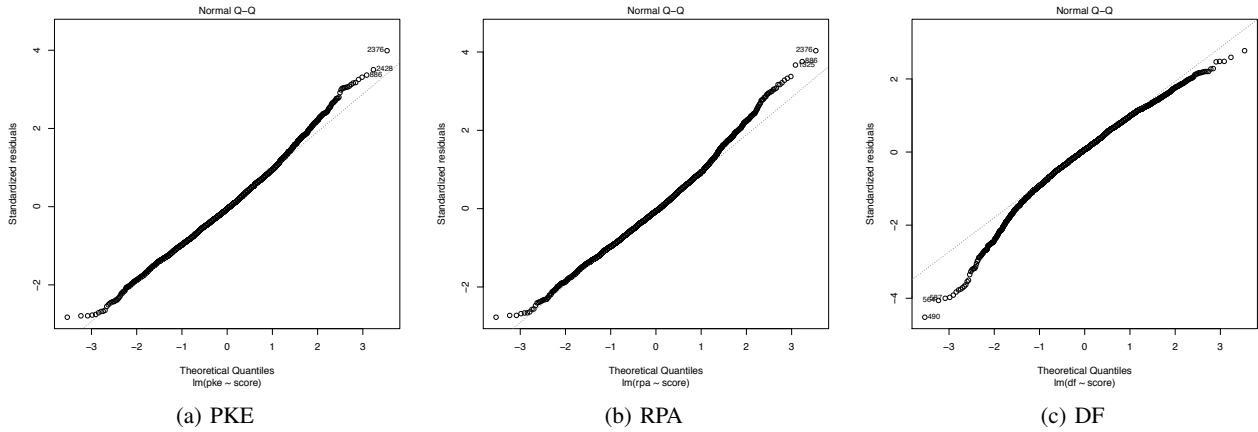 Normal Q−Q
Standardized residuals
4
2
0
−2
2376
2428
886
−3 −2 −1 0 1 2 3
Theoretical Quantiles
lm(pke ~ score)
(a) PKE
Normal Q−Q
Standardized residuals
4
2
0
−2
2376
886
1325
−3 −2 −1 0 1 2 3
Theoretical Quantiles
lm(rpa ~ score)
(b) RPA
Normal Q−Q
Standardized residuals
2
0
−2
−4
490
−3 −2 −1 0 1 2 3
Theoretical Quantiles
lm(df ~ score)
(c) DF